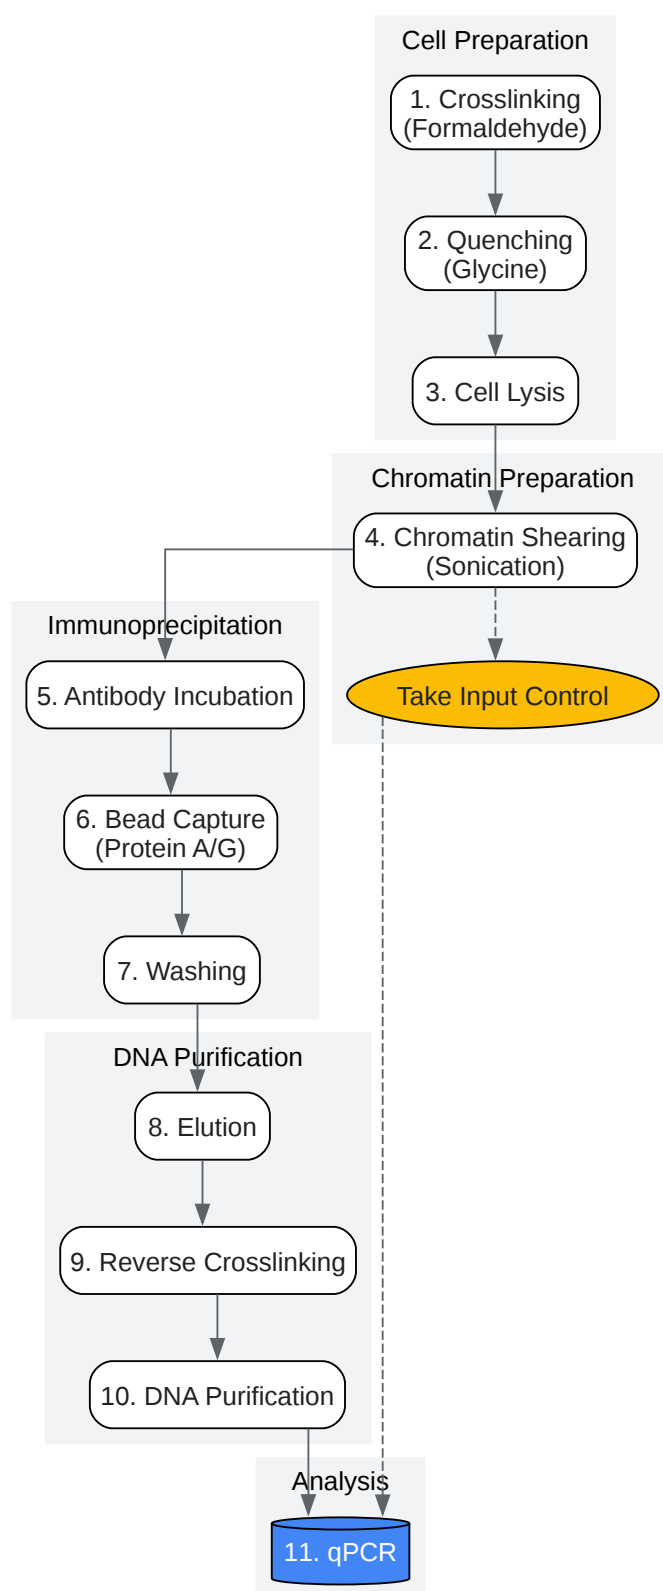 Cell Preparation
1. Crosslinking
(Formaldehyde)
2. Quenching
(Glycine)
3. Cell Lysis
Chromatin Preparation
4. Chromatin Shearing
(Sonication)
Take Input Control
Immunoprecipitation
5. Antibody Incubation
6. Bead Capture
(Protein A/G)
7. Washing
DNA Purification
8. Elution
9. Reverse Crosslinking
10. DNA Purification
Analysis
11. qPCR